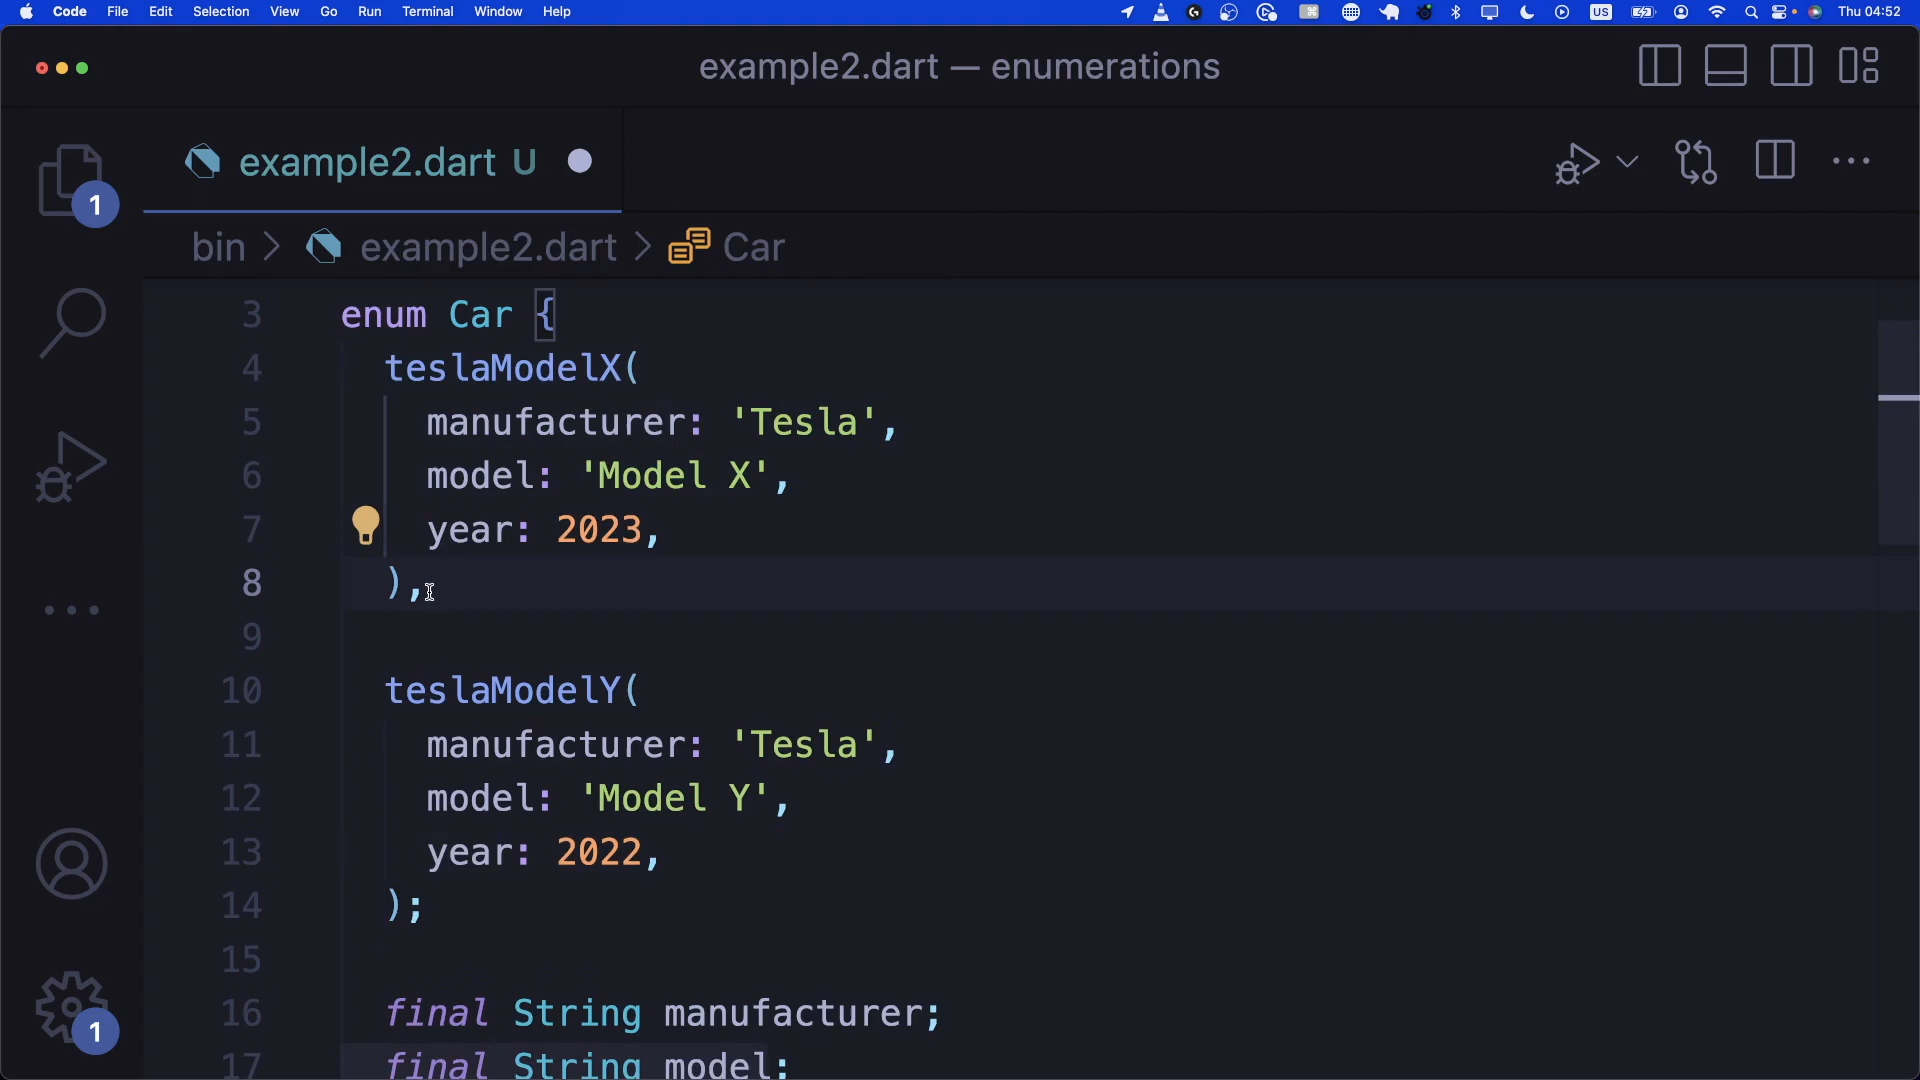 Code File Edit Selection View Go Run Terminal Window Help US Thu 04:52
example2.dart — enumerations
example2.dart U
1
bin > example2.dart > Car
3 enum Car {
4 teslaModelX(
5 manufacturer: 'Tesla',
6 model: 'Model X',
7 year: 2023,
8 ),
9
10 teslaModelY(
11 manufacturer: 'Tesla',
12 model: 'Model Y',
13 year: 2022,
14 );
15
16 final String manufacturer;
1
17 final String model;